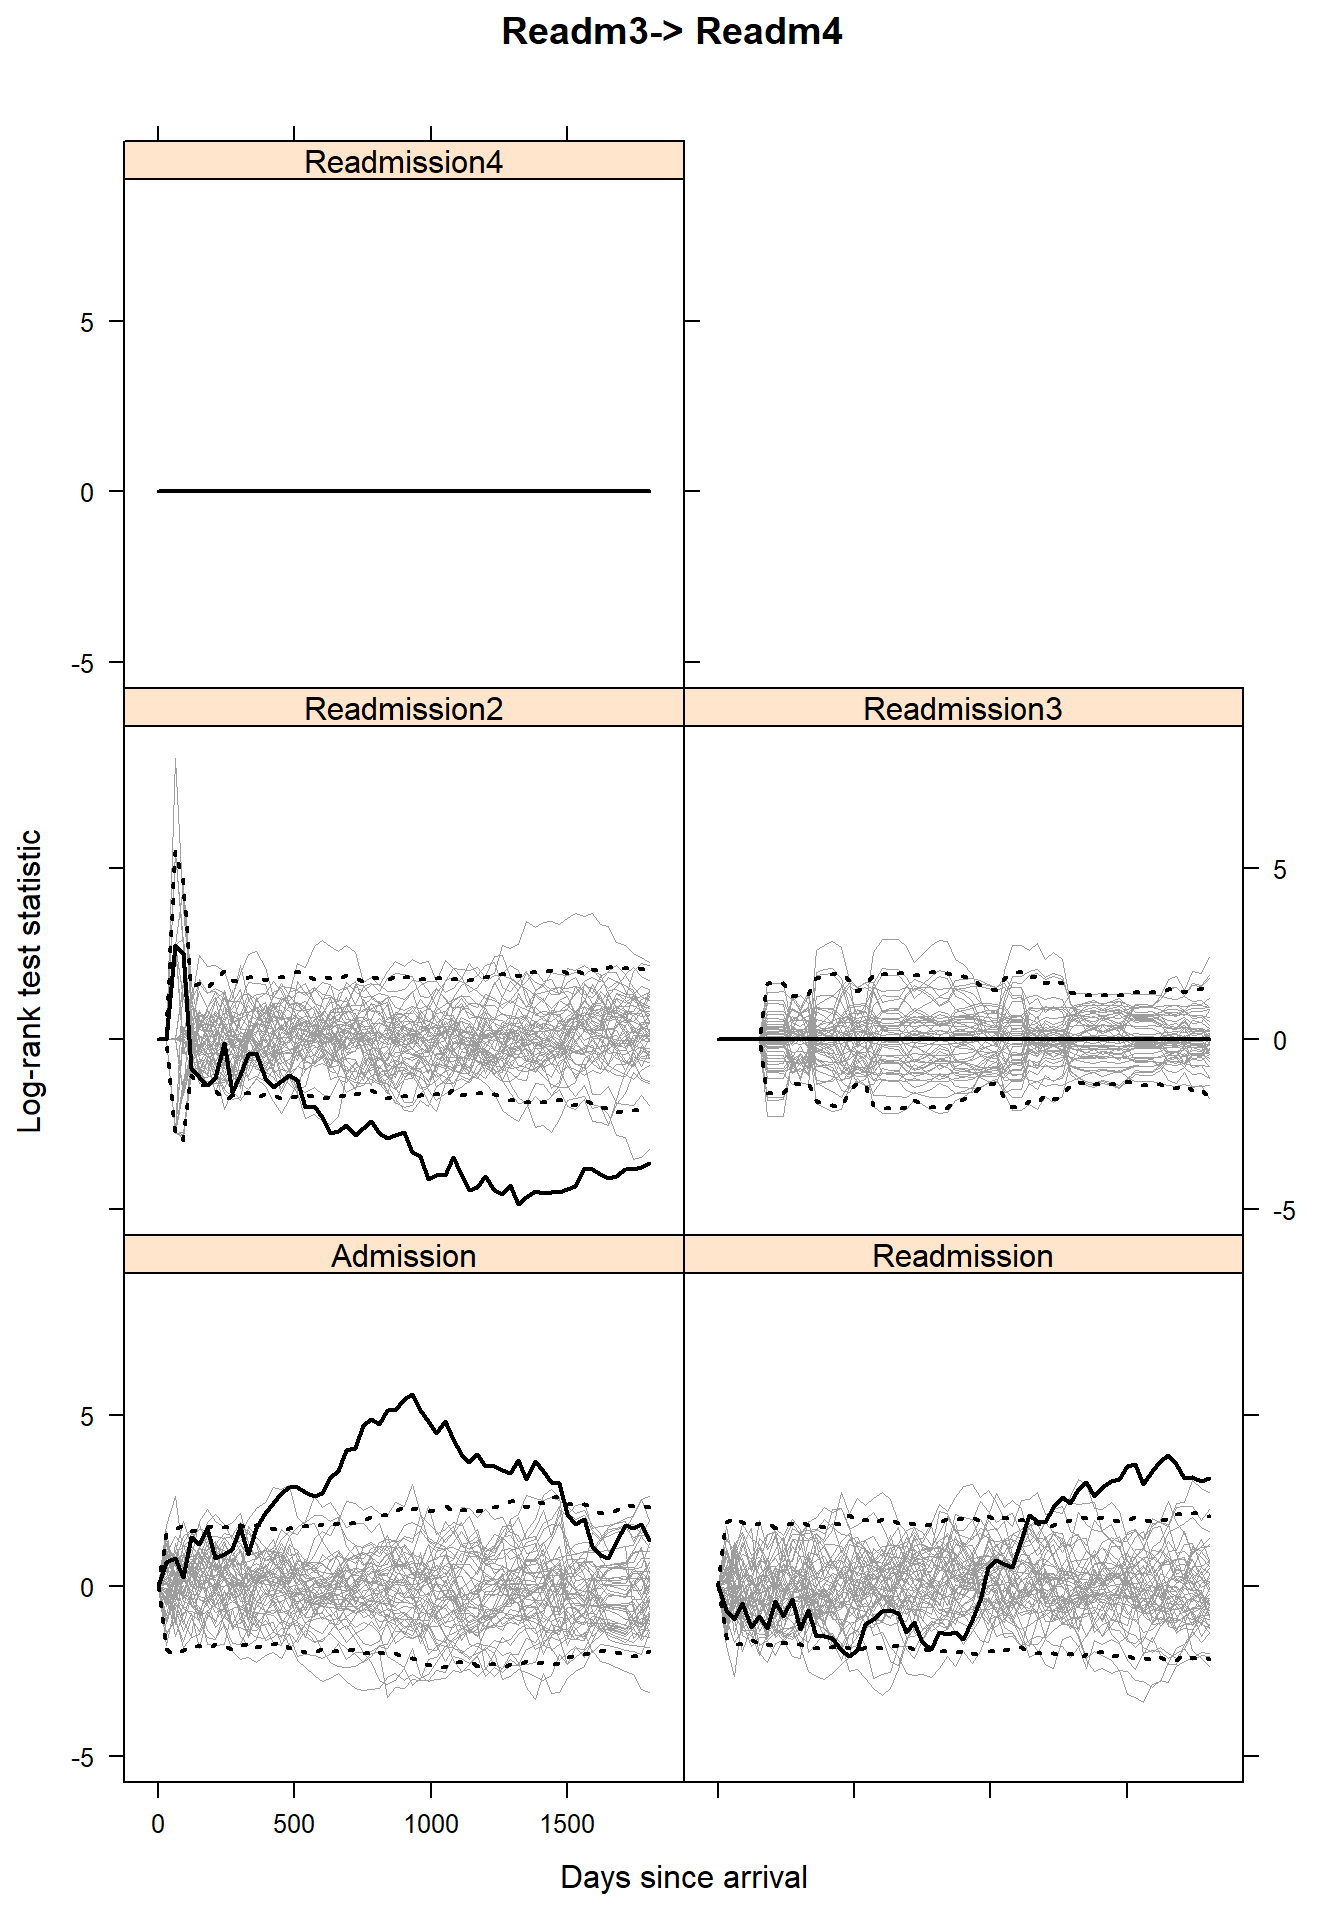 Readm3-> Readm4
Readmission4
5
0
-5
Readmission2
Readmission3
Log-rank test statistic
5
0
-5
Admission
Readmission
5
0
-5
0 500 1000 1500
Days since arrival